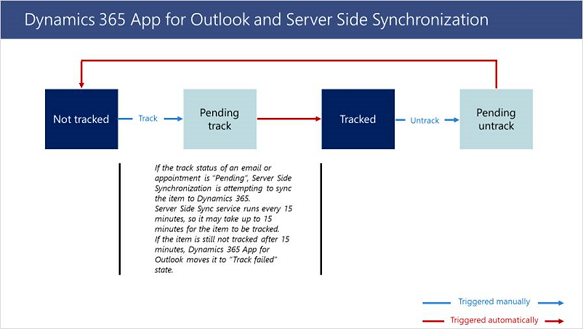 Dynamics 365 App for Outlook and Server Side Synchronization
Not tracked
Track
Pending
track
Tracked
Untrack
Pending
untrack
If the track status of an email or
appointment is "Pending", Server Side
Synchronization is attempting to sync
the item to Dynamics 365.
Server Side Sync service runs every 15
minutes, so it may take up to 15
minutes for the item to be tracked.
If the item is still not tracked after 15
minutes, Dynamics 365 App for
Outlook moves it to "Track failed"
state.
Triggered manually
Triggered automatically